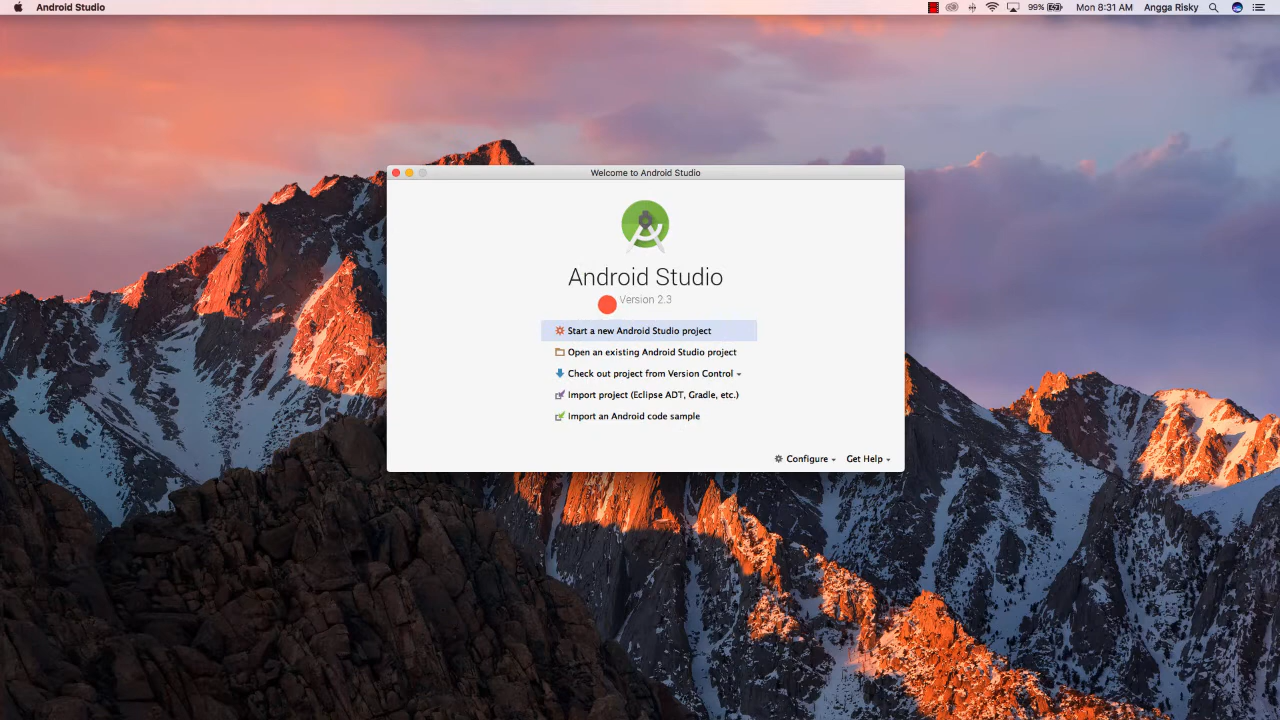 Android Studio
99%
Mon 8:31 AM
Angga Risky
Welcome to Android Studio
Android Studio
Version 2.3
Start a new Android Studio project
Open an existing Android Studio project
Check out project from Version Control
Import project (Eclipse ADT, Gradle, etc.)
Import an Android code sample
Configure
Get Help